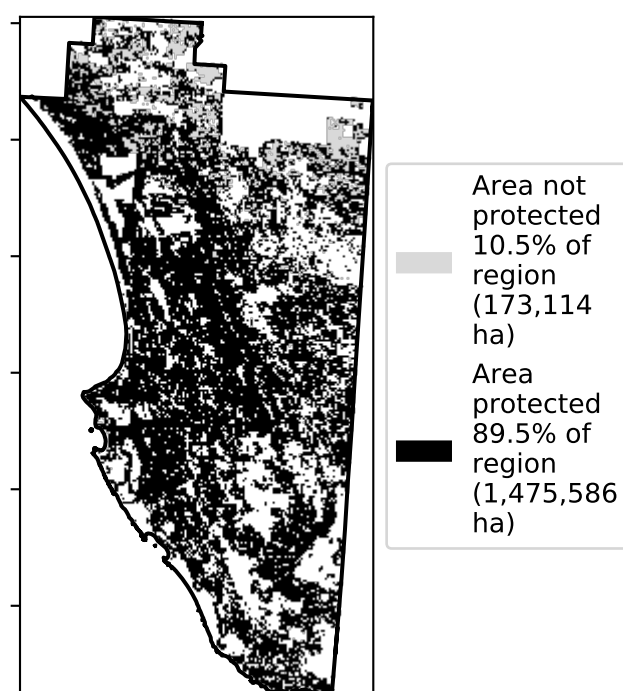 Area not
protected
10.5% of
region
(173,114
ha)
Area
protected
89.5% of
region
(1,475,586
ha)